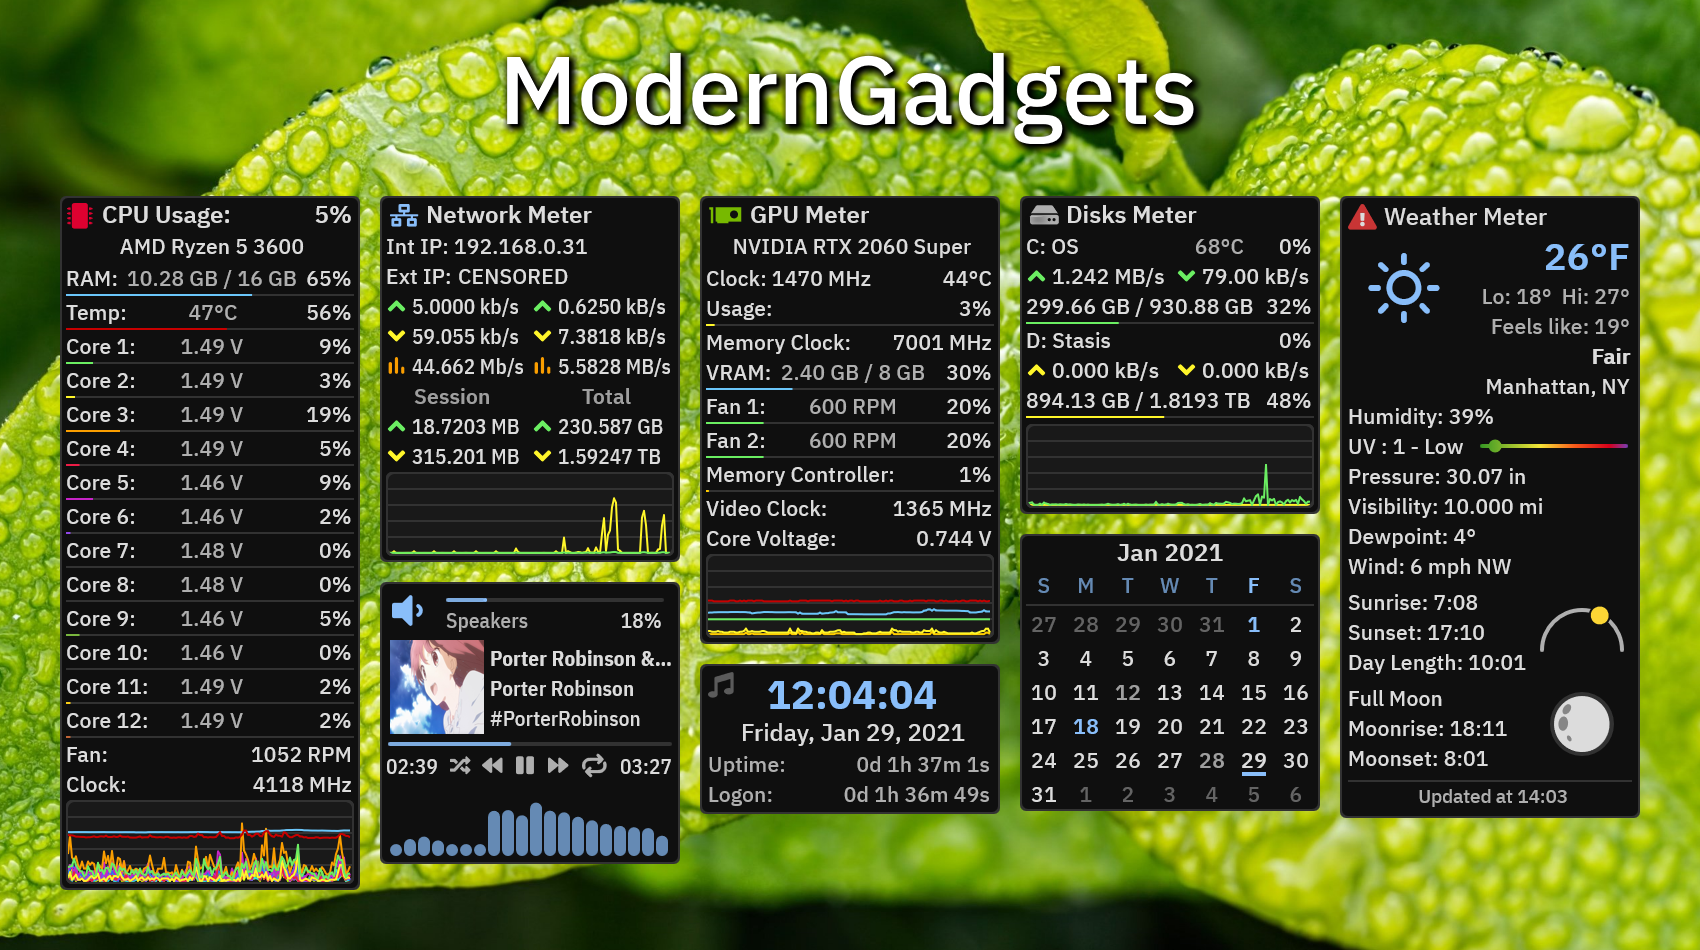 ModernGadgets
CPU Usage: 5%
AMD Ryzen 5 3600
RAM: 10.28 GB / 16 GB 65%
Temp: 47°C 56%
Core 1: 1.49 V 9%
Core 2: 1.49 V 3%
Core 3: 1.49 V 19%
Core 4: 1.49 V 5%
Core 5: 1.46 V 9%
Core 6: 1.46 V 2%
Core 7: 1.48 V 0%
Core 8: 1.48 V 0%
Core 9: 1.46 V 5%
Core 10: 1.46 V 0%
Core 11: 1.49 V 2%
Core 12: 1.49 V 2%
Fan: 1052 RPM
Clock: 4118 MHz
Network Meter
Int IP: 192.168.0.31
Ext IP: CENSORED
5.0000 kb/s 0.6250 kB/s
59.055 kb/s 7.3818 kB/s
44.662 Mb/s 5.5828 MB/s
Session Total
18.7203 MB 230.587 GB
315.201 MB 1.59247 TB
Speakers 18%
Porter Robinson &...
Porter Robinson
#PorterRobinson
02:39 03:27
GPU Meter
NVIDIA RTX 2060 Super
Clock: 1470 MHz 44°C
Usage: 3%
Memory Clock: 7001 MHz
VRAM: 2.40 GB / 8 GB 30%
Fan 1: 600 RPM 20%
Fan 2: 600 RPM 20%
Memory Controller: 1%
Video Clock: 1365 MHz
Core Voltage: 0.744 V
12:04:04
Friday, Jan 29, 2021
Uptime: 0d 1h 37m 1s
Logon: 0d 1h 36m 49s
Disks Meter
C: OS 68°C 0%
1.242 MB/s 79.00 kB/s
299.66 GB / 930.88 GB 32%
D: Stasis 0%
0.000 kB/s 0.000 kB/s
894.13 GB / 1.8193 TB 48%
Jan 2021
S M T W T F S
27 28 29 30 31 1 2
3 4 5 6 7 8 9
10 11 12 13 14 15 16
17 18 19 20 21 22 23
24 25 26 27 28 29 30
31 1 2 3 4 5 6
Weather Meter
26°F
Lo: 18° Hi: 27°
Feels like: 19°
Fair
Manhattan, NY
Humidity: 39%
UV : 1 - Low
Pressure: 30.07 in
Visibility: 10.000 mi
Dewpoint: 4°
Wind: 6 mph NW
Sunrise: 7:08
Sunset: 17:10
Day Length: 10:01
Full Moon
Moonrise: 18:11
Moonset: 8:01
Updated at 14:03